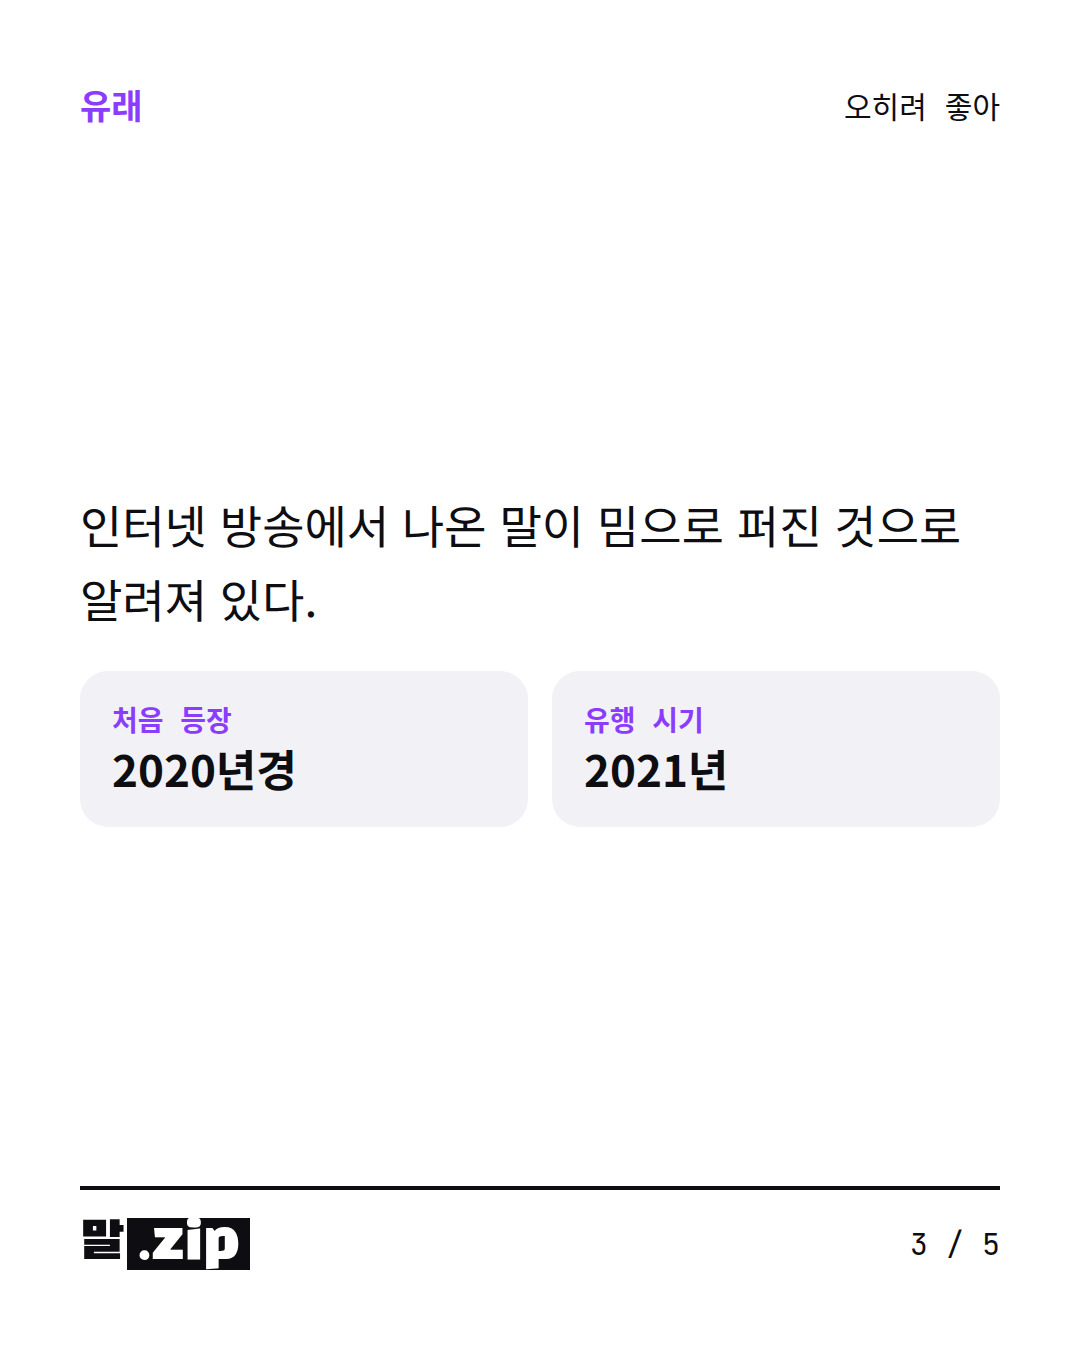 유래
오히려 좋아
인터넷 방송에서 나온 말이 밈으로 퍼진 것으로
알려져 있다.
처음 등장
2020년경
유행 시기
2021년
말.zip
3 / 5